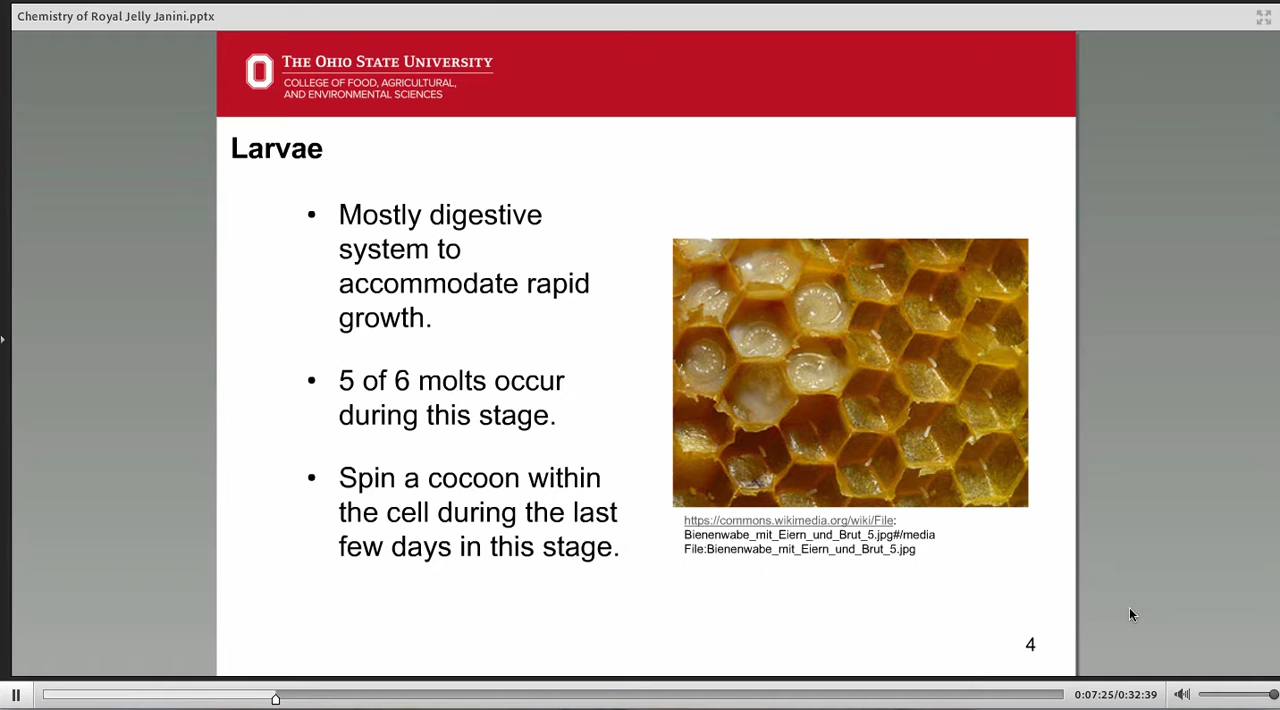 Chemistry of Royal Jelly Janini.pptx
THE OHIO STATE UNIVERSITY
COLLEGE OF FOOD, AGRICULTURAL,
AND ENVIRONMENTAL SCIENCES
Larvae
• Mostly digestive
system to
accommodate rapid
growth.
• 5 of 6 molts occur
during this stage.
• Spin a cocoon within
the cell during the last
few days in this stage.
https://commons.wikimedia.org/wiki/File:
Bienenwabe_mit_Eiern_und_Brut_5.jpg#/media
File:Bienenwabe_mit_Eiern_und_Brut_5.jpg
4
0:07:25/0:32:39